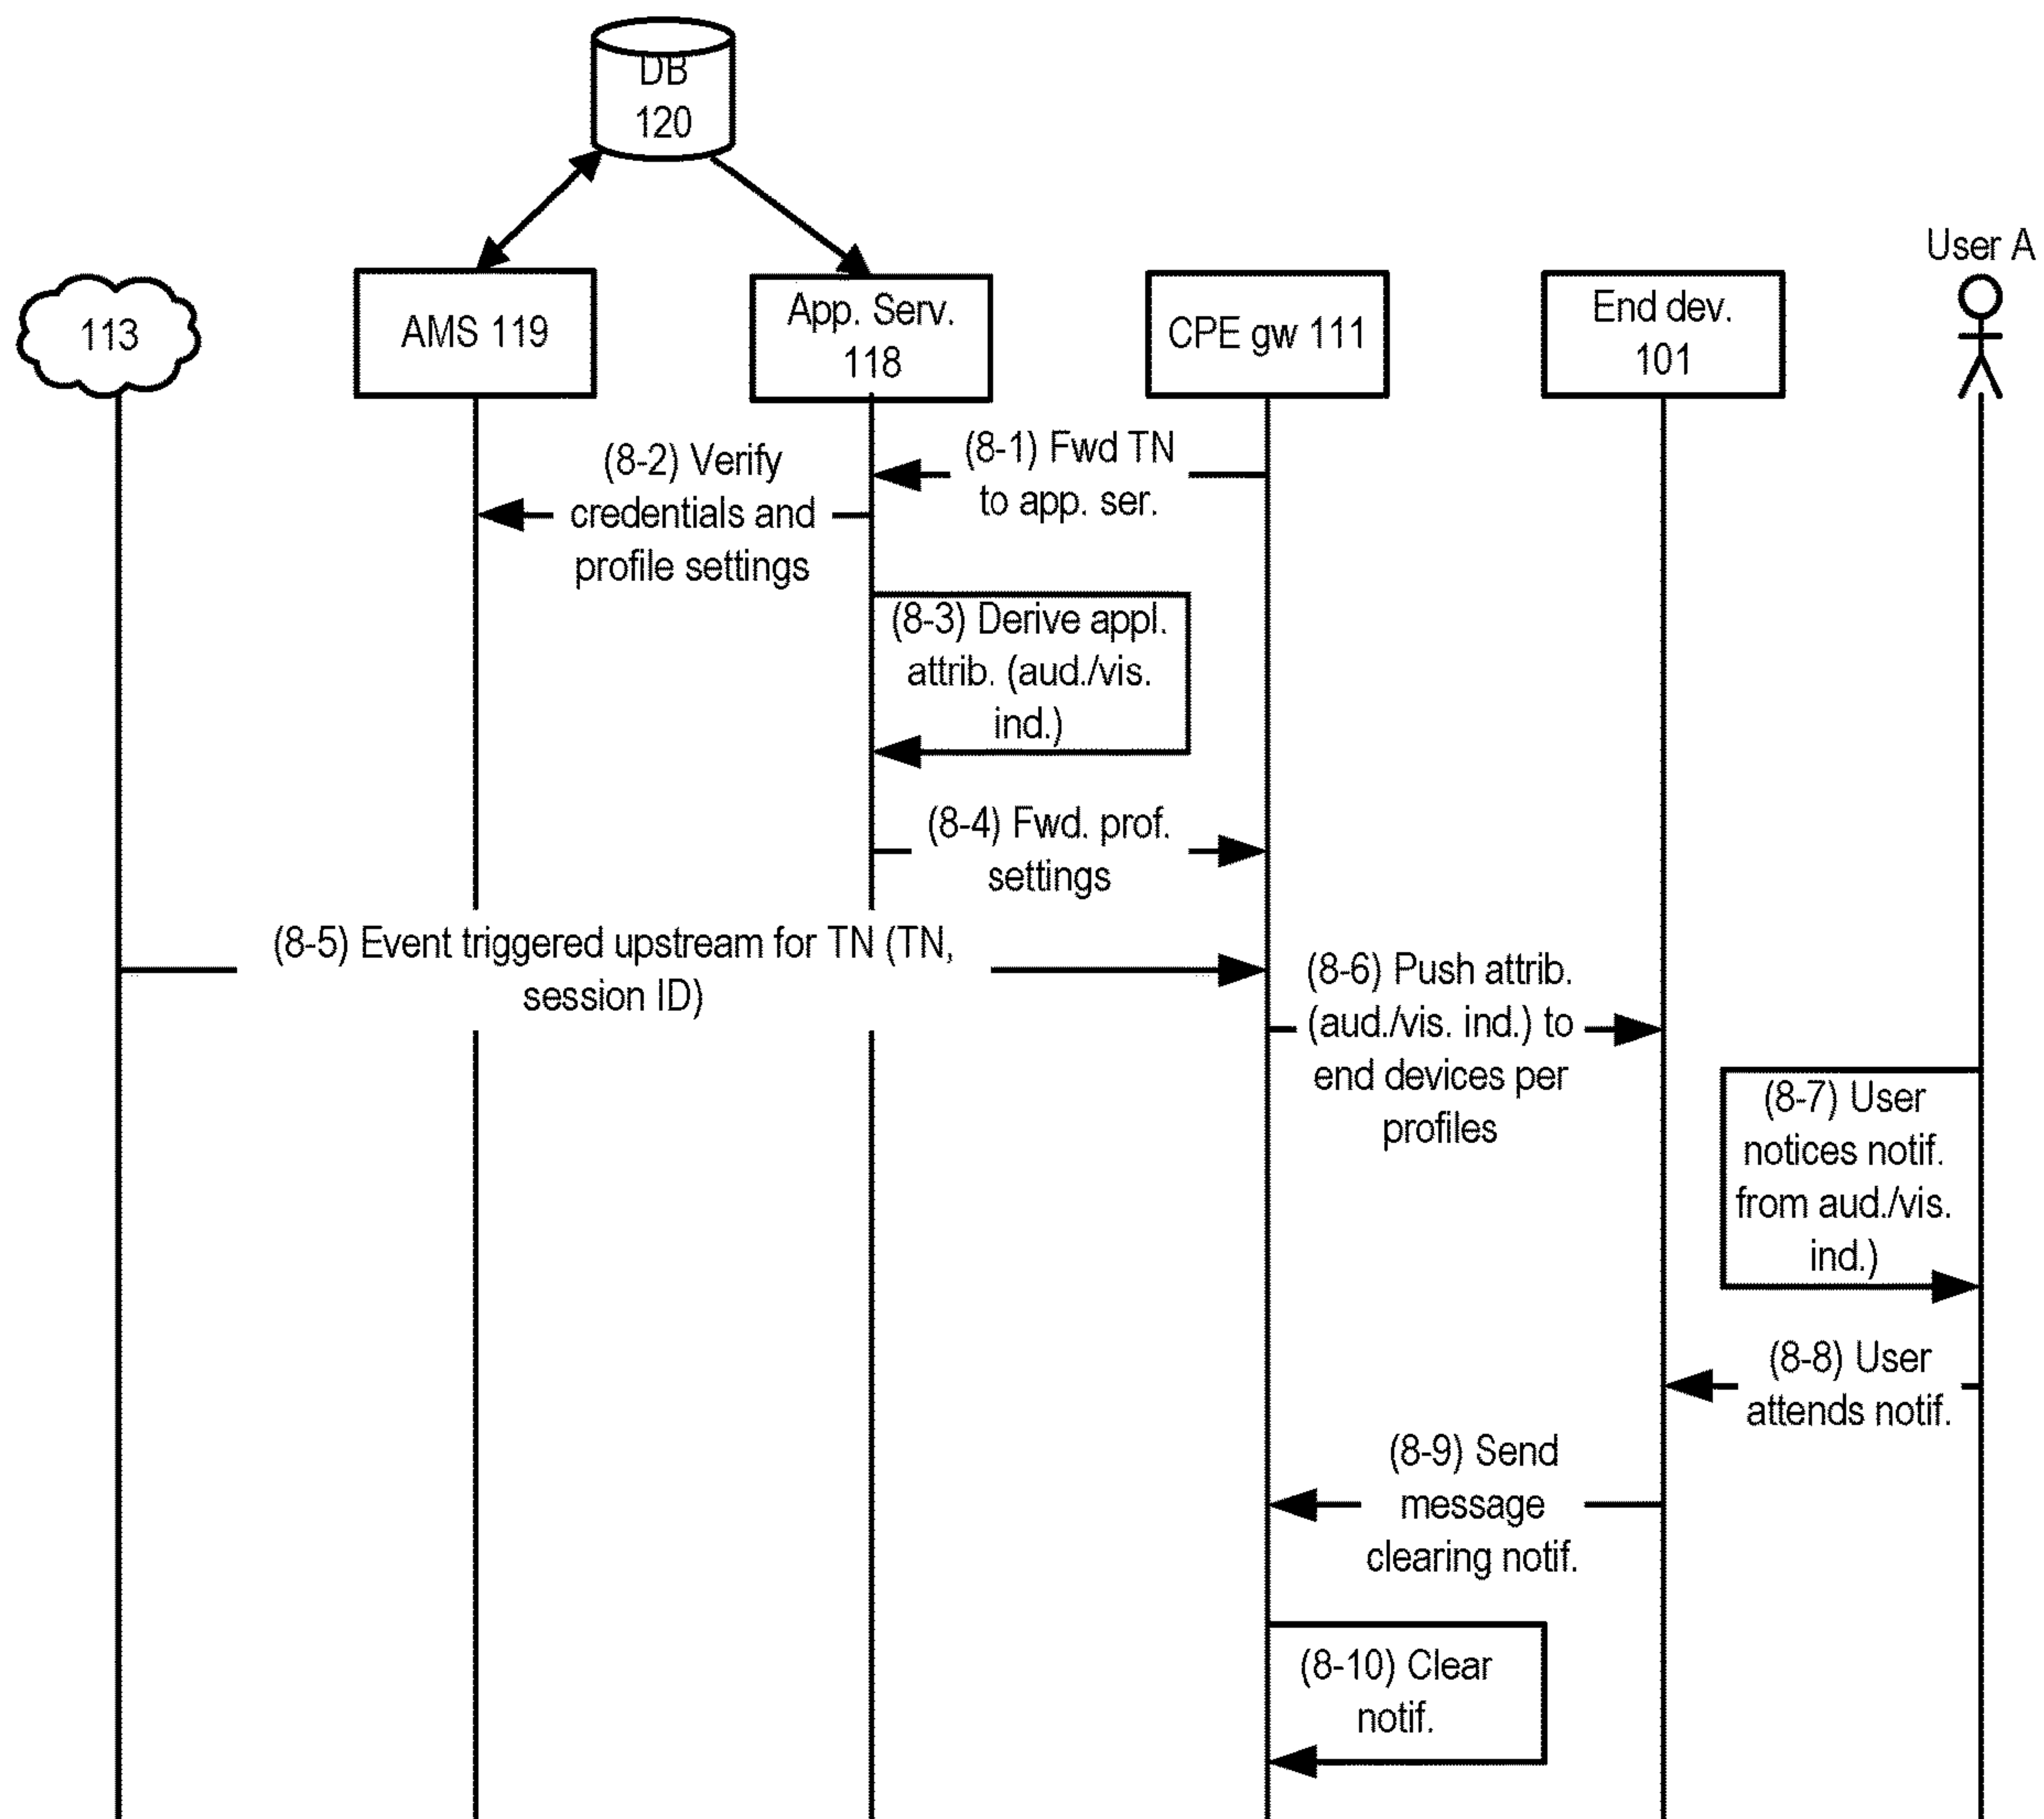 DB
120
User A
113
AMS 119
App. Serv.
118
CPE gw 111
End dev.
101
(8-1) Fwd TN
to app. ser.
(8-2) Verify
credentials and
profile settings
(8-3) Derive appl.
attrib. (aud./vis.
ind.)
(8-4) Fwd. prof.
settings
(8-5) Event triggered upstream for TN (TN,
session ID)
(8-6) Push attrib.
(aud./vis. ind.) to
end devices per
profiles
(8-7) User
notices notif.
from aud./vis.
ind.)
(8-8) User
attends notif.
(8-9) Send
message
clearing notif.
(8-10) Clear
notif.